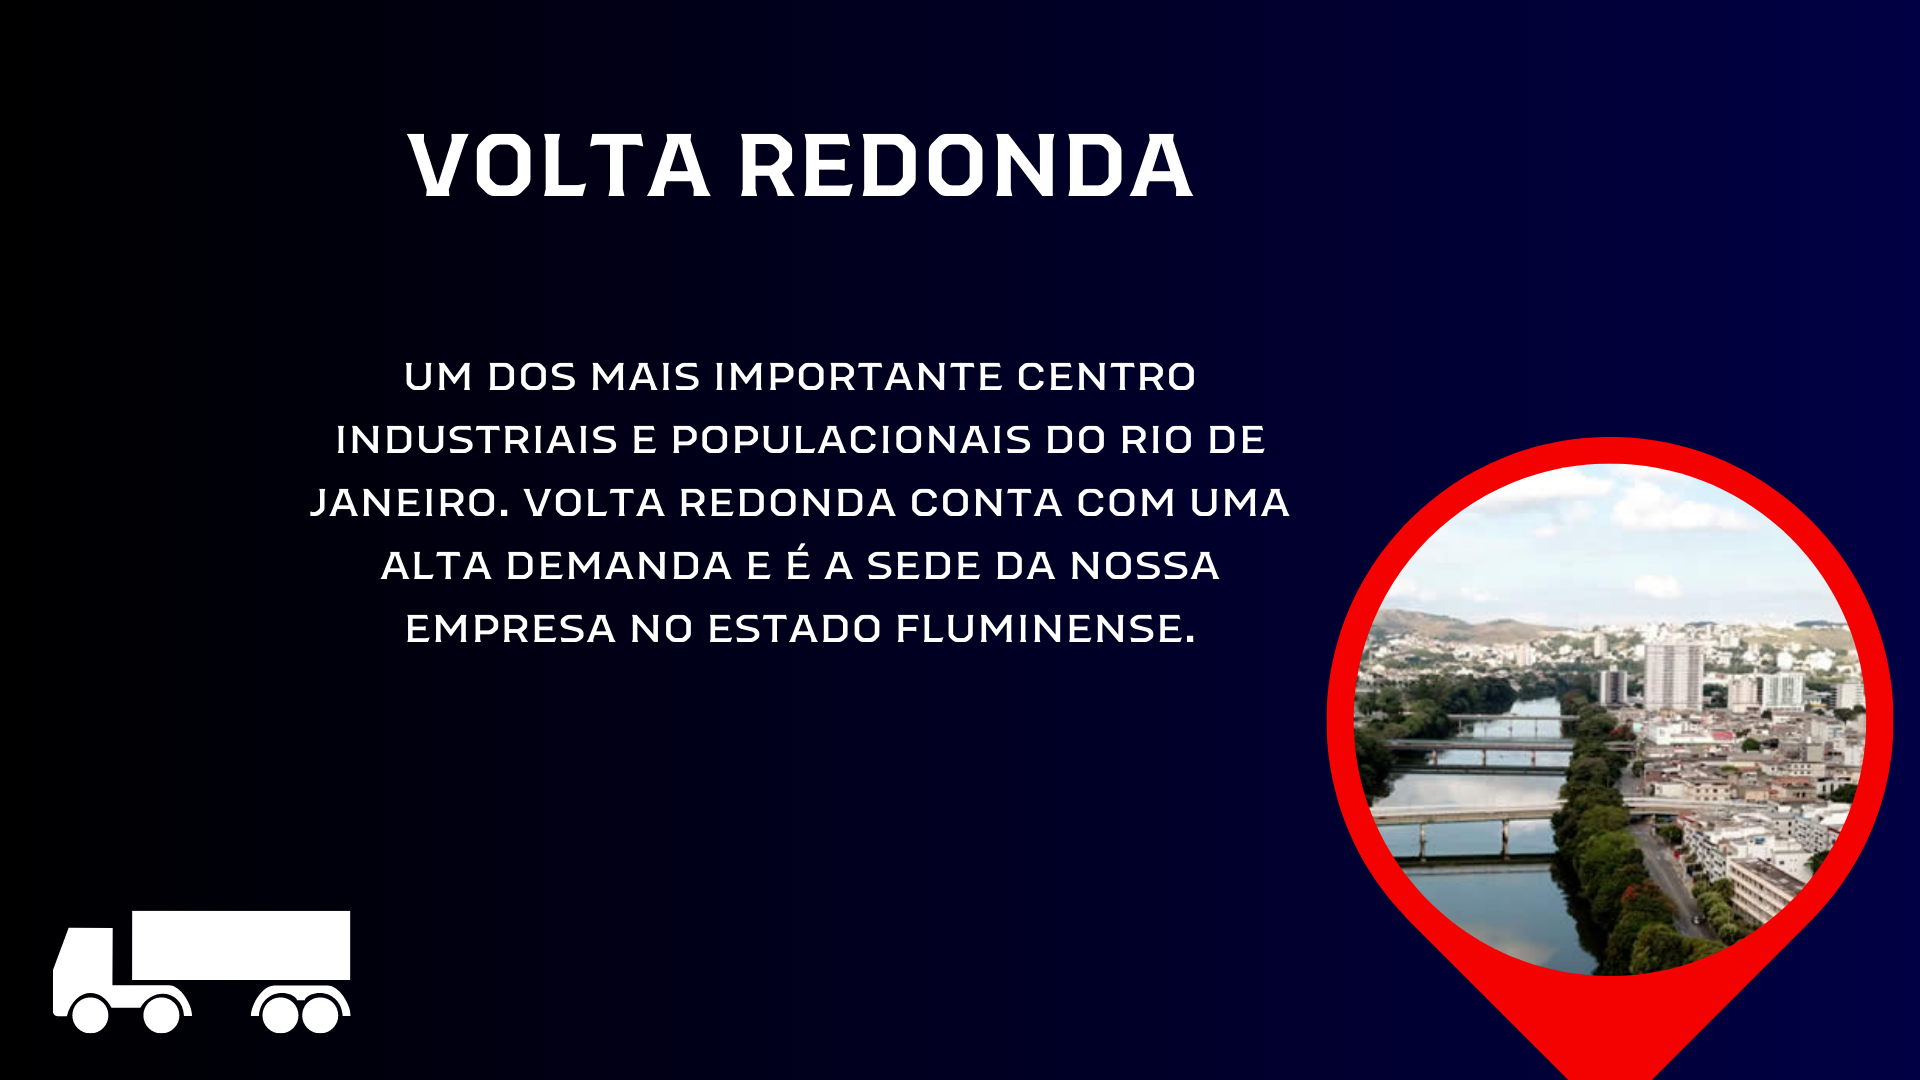 VOLTA REDONDA
UM DOS MAIS IMPORTANTE CENTRO
INDUSTRIAIS E POPULACIONAIS DO RIO DE
JANEIRO. VOLTA REDONDA CONTA COM UMA
ALTA DEMANDA E É A SEDE DA NOSSA
EMPRESA NO ESTADO FLUMINENSE.